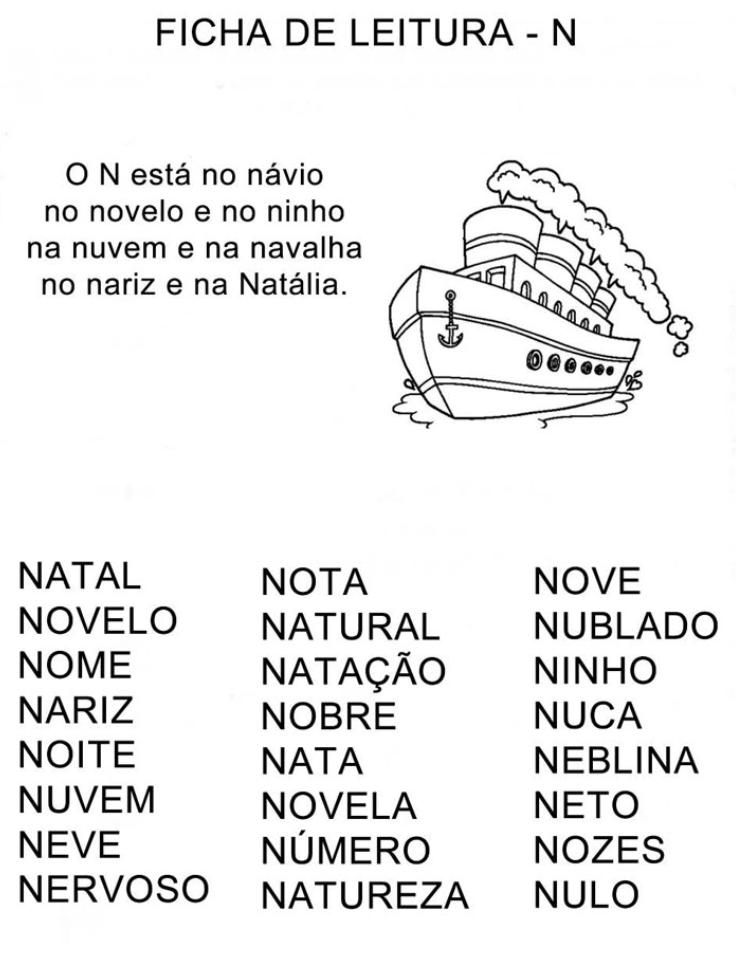 FICHA DE LEITURA - N
O N está no návio
no novelo e no ninho
na nuvem e na navalha
no nariz e na Natália.
NATAL
NOVELO
NOME
NARIZ
NOITE
NUVEM
NEVE
NERVOSO
NOTA
NATURAL
NATAÇÃO
NOBRE
NATA
NOVELA
NÚMERO
NATUREZA
NOVE
NUBLADO
NINHO
NUCA
NEBLINA
NETO
NOZES
NULO